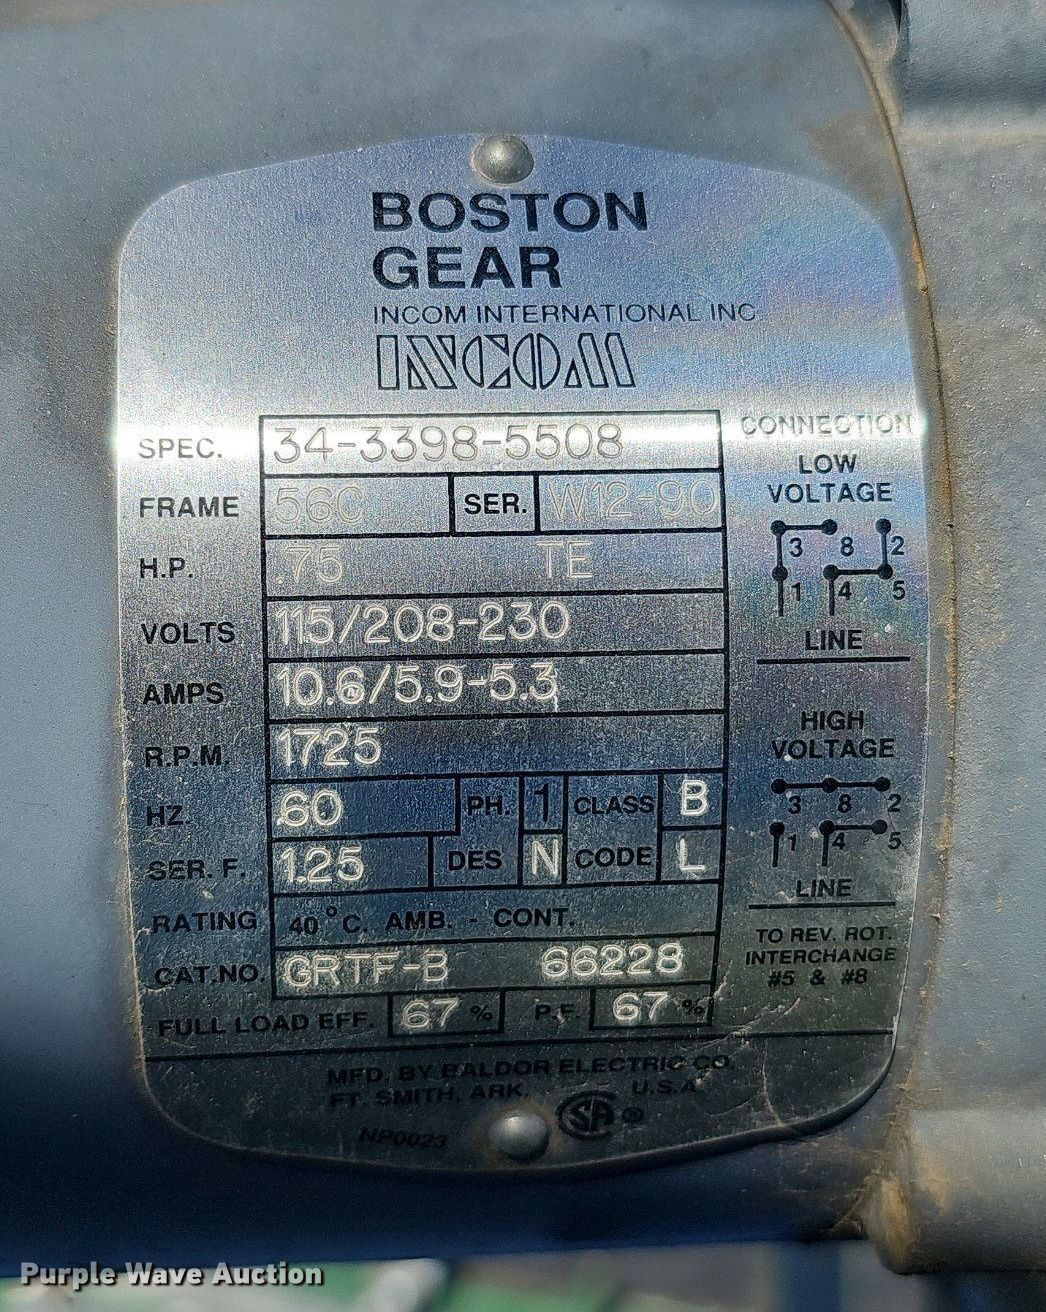 BOSTON
GEAR
INCOM INTERNATIONAL INC.
INCOM
SPEC. 34-3398-5508
FRAME 56C SER. W12-90
H.P. .75 TE
VOLTS 115/208-230
AMPS 10.6/5.9-5.3
R.P.M. 1725
HZ. 60 PH. 1 CLASS B
SER. F. 1.25 DES N CODE L
RATING 40°C. AMB. - CONT.
CAT.NO. GRTF-B 66228
FULL LOAD EFF. 67 % P.F. 67 %
CONNECTION
LOW
VOLTAGE
3 8 2
1 4 5
LINE
HIGH
VOLTAGE
3 8 2
1 4 5
LINE
TO REV. ROT.
INTERCHANGE
#5 & #8
MFD. BY BALDOR ELECTRIC CO.
FT. SMITH, ARK. U.S.A.
NP0023
SA ®
Purple Wave Auction